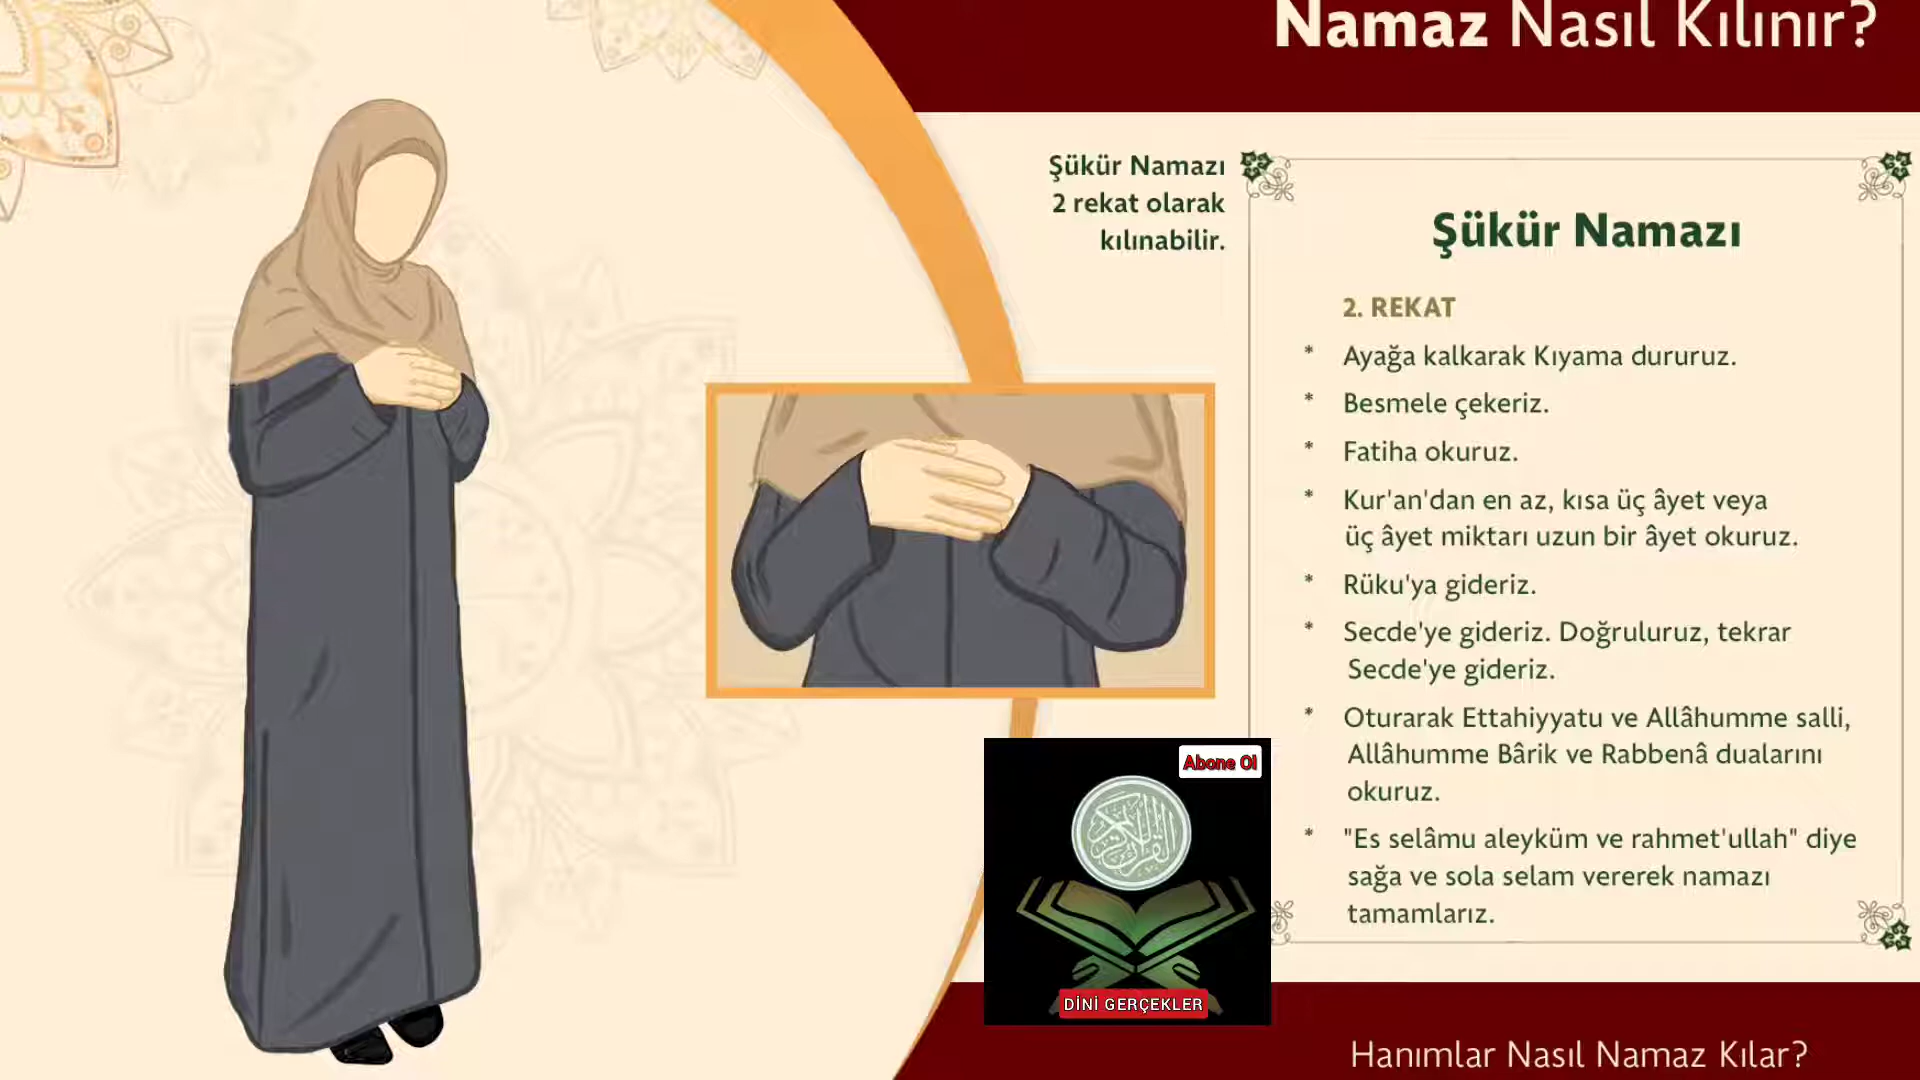 Namaz Nasıl Kılınır?
Şükür Namazı
2 rekat olarak
kılınabilir.
Şükür Namazı
2. REKAT
* Ayağa kalkarak Kıyama dururuz.
* Besmele çekeriz.
* Fatiha okuruz.
* Kur'an'dan en az, kısa üç âyet veya
üç âyet miktarı uzun bir âyet okuruz.
* Rüku'ya gideriz.
* Secde'ye gideriz. Doğruluruz, tekrar
Secde'ye gideriz.
* Oturarak Ettahiyyatu ve Allâhumme salli,
Allâhumme Bârik ve Rabbenâ dualarını
okuruz.
* "Es selâmu aleyküm ve rahmet'ullah" diye
sağa ve sola selam vererek namazı
tamamlarız.
Abone Ol
DİNİ GERÇEKLER
Hanımlar Nasıl Namaz Kılar?